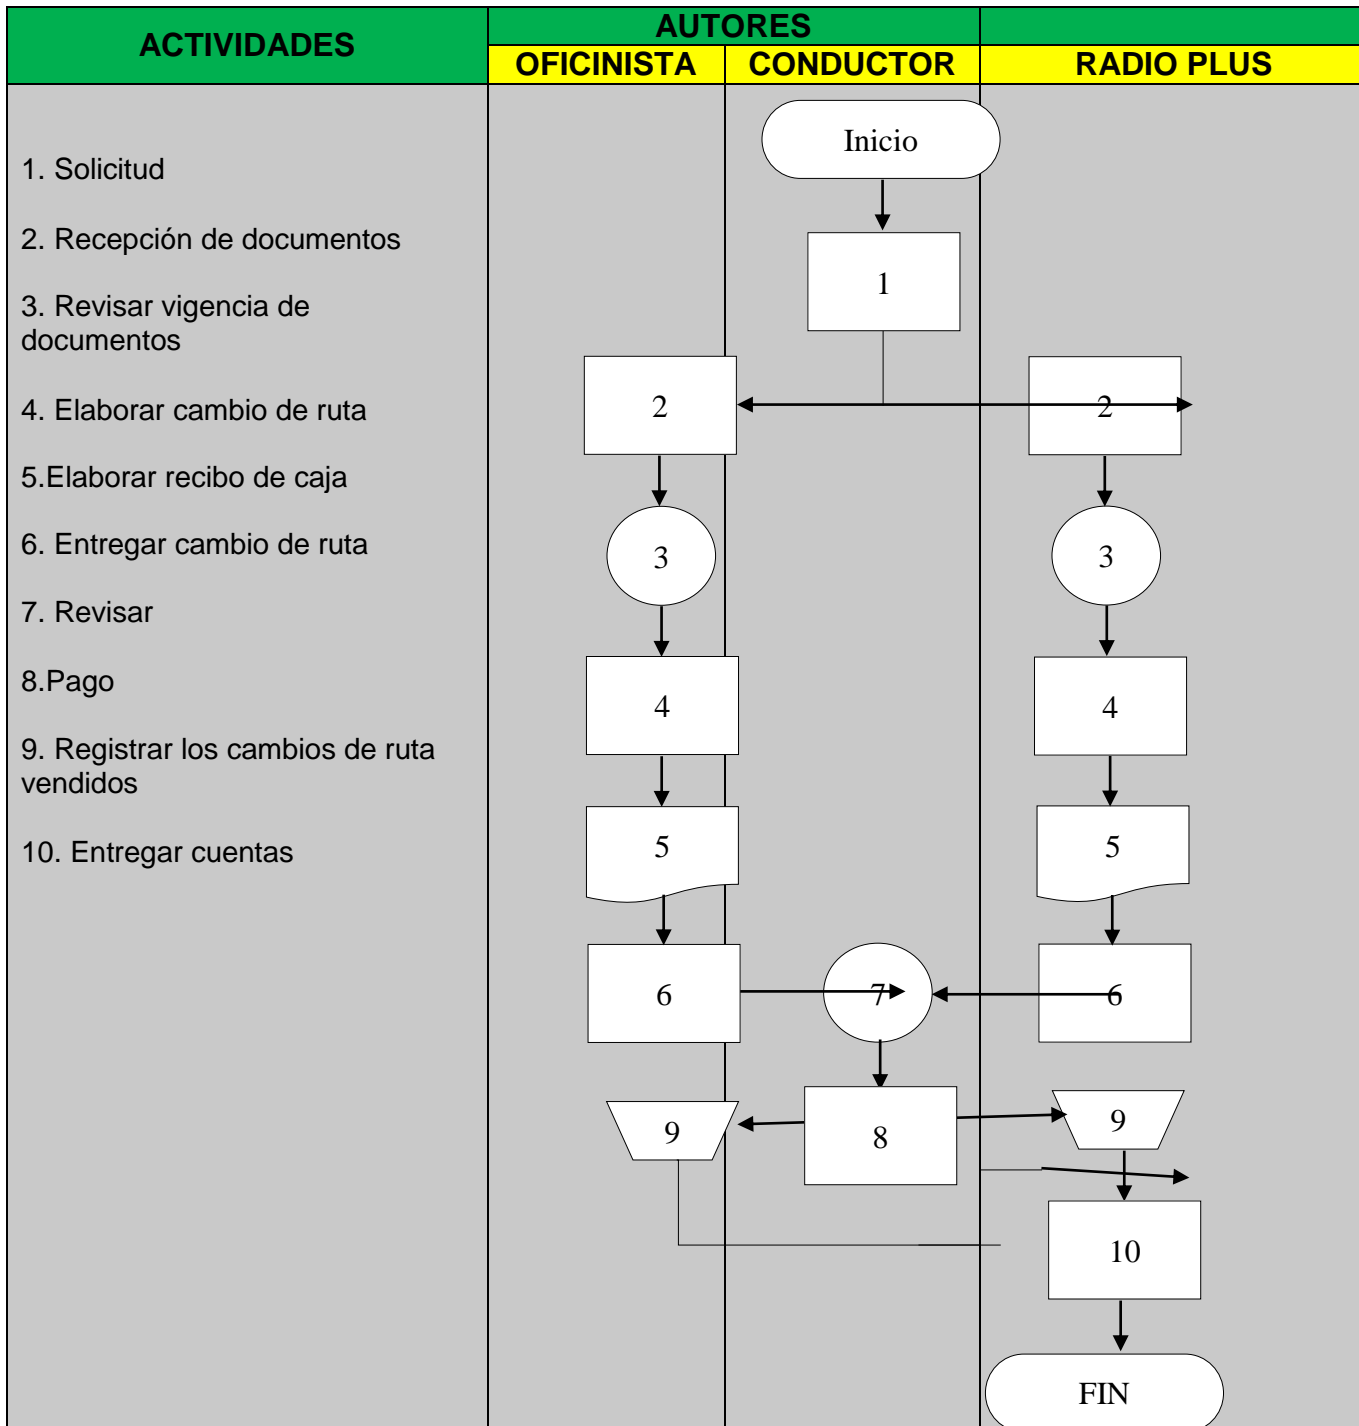 ACTIVIDADES
AUTORES
OFICINISTA
CONDUCTOR
RADIO PLUS
1. Solicitud
2. Recepción de documentos
3. Revisar vigencia de
documentos
4. Elaborar cambio de ruta
5.Elaborar recibo de caja
6. Entregar cambio de ruta
7. Revisar
8.Pago
9. Registrar los cambios de ruta
vendidos
10. Entregar cuentas
Inicio
1
2
2
3
3
4
4
5
5
6
7
6
9
8
9
10
FIN